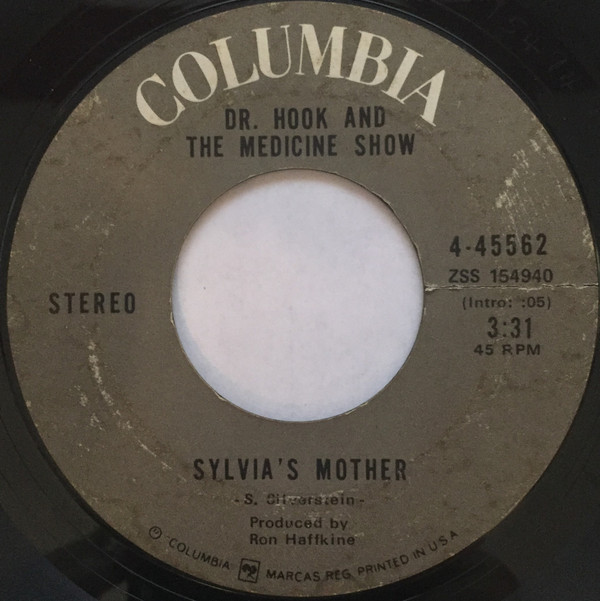 COLUMBIA
DR. HOOK AND
THE MEDICINE SHOW
4-45562
ZSS 154940
(Intro: :05)
STEREO
3:31
45 RPM
SYLVIA'S MOTHER
- S. Silverstein -
Produced by
Ron Haffkine
Ⓒ "COLUMBIA" MARCAS REG. PRINTED IN U S A